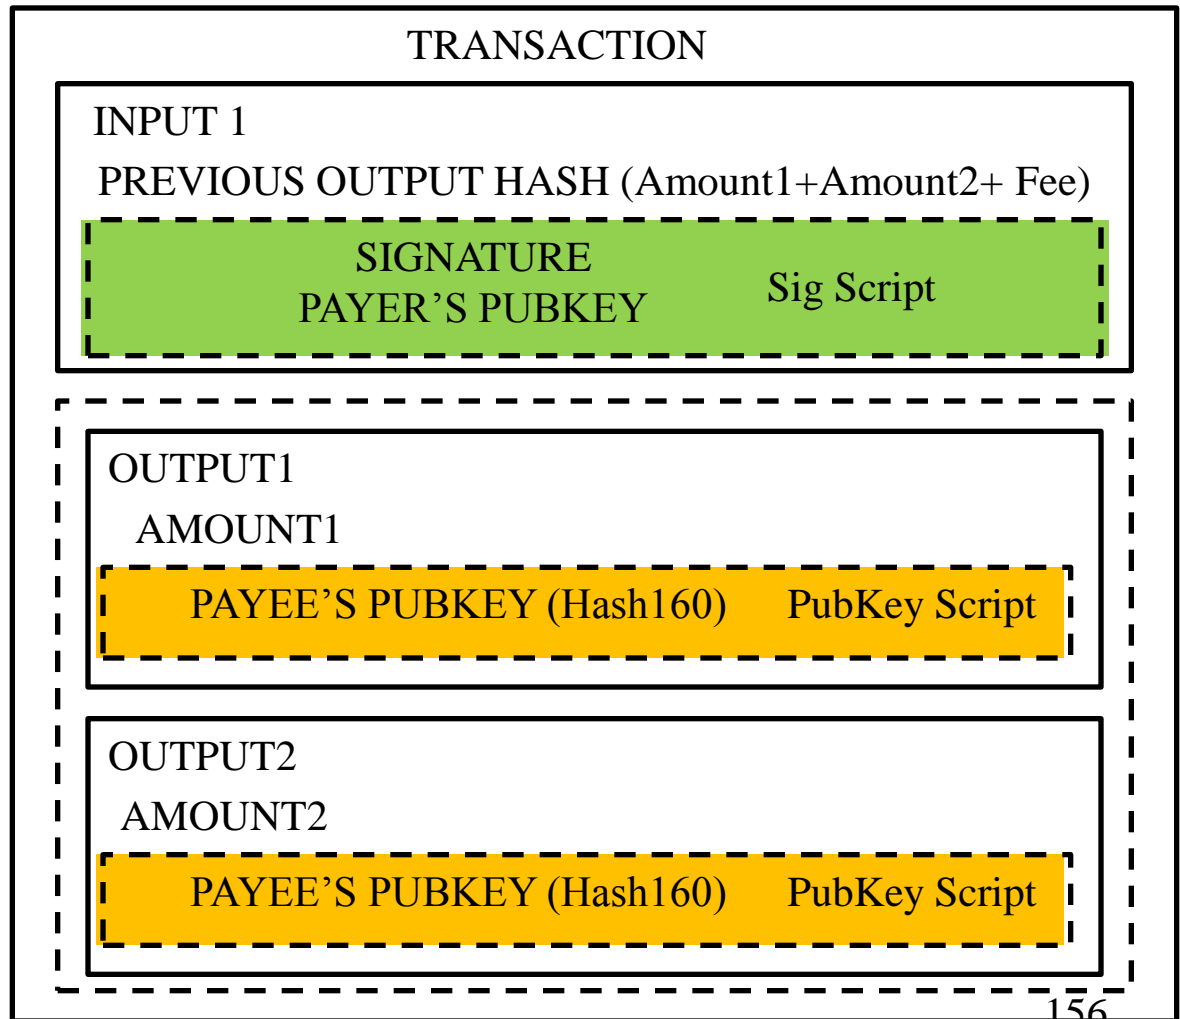 TRANSACTION
INPUT 1
PREVIOUS OUTPUT HASH (Amount1+Amount2+ Fee)
SIGNATURE
PAYER’S PUBKEY
Sig Script
OUTPUT1
AMOUNT1
PAYEE’S PUBKEY (Hash160) PubKey Script
OUTPUT2
AMOUNT2
PAYEE’S PUBKEY (Hash160) PubKey Script
156